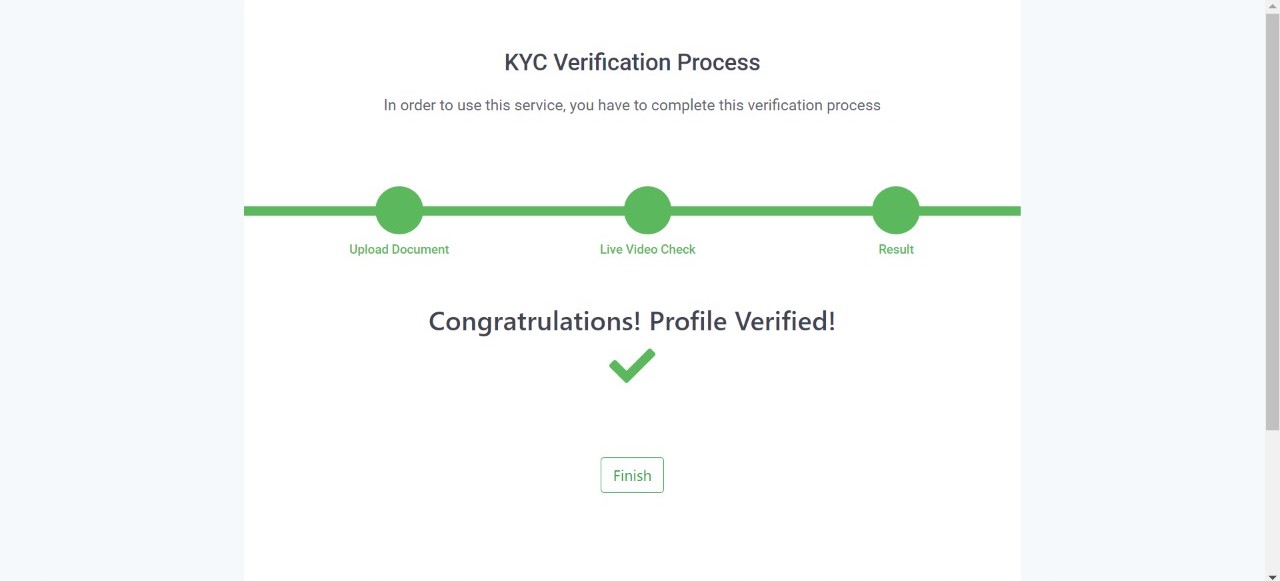 KYC Verification Process
In order to use this service, you have to complete this verification process
Upload Document Live Video Check Result
Congratrulations! Profile Verified!
Finish